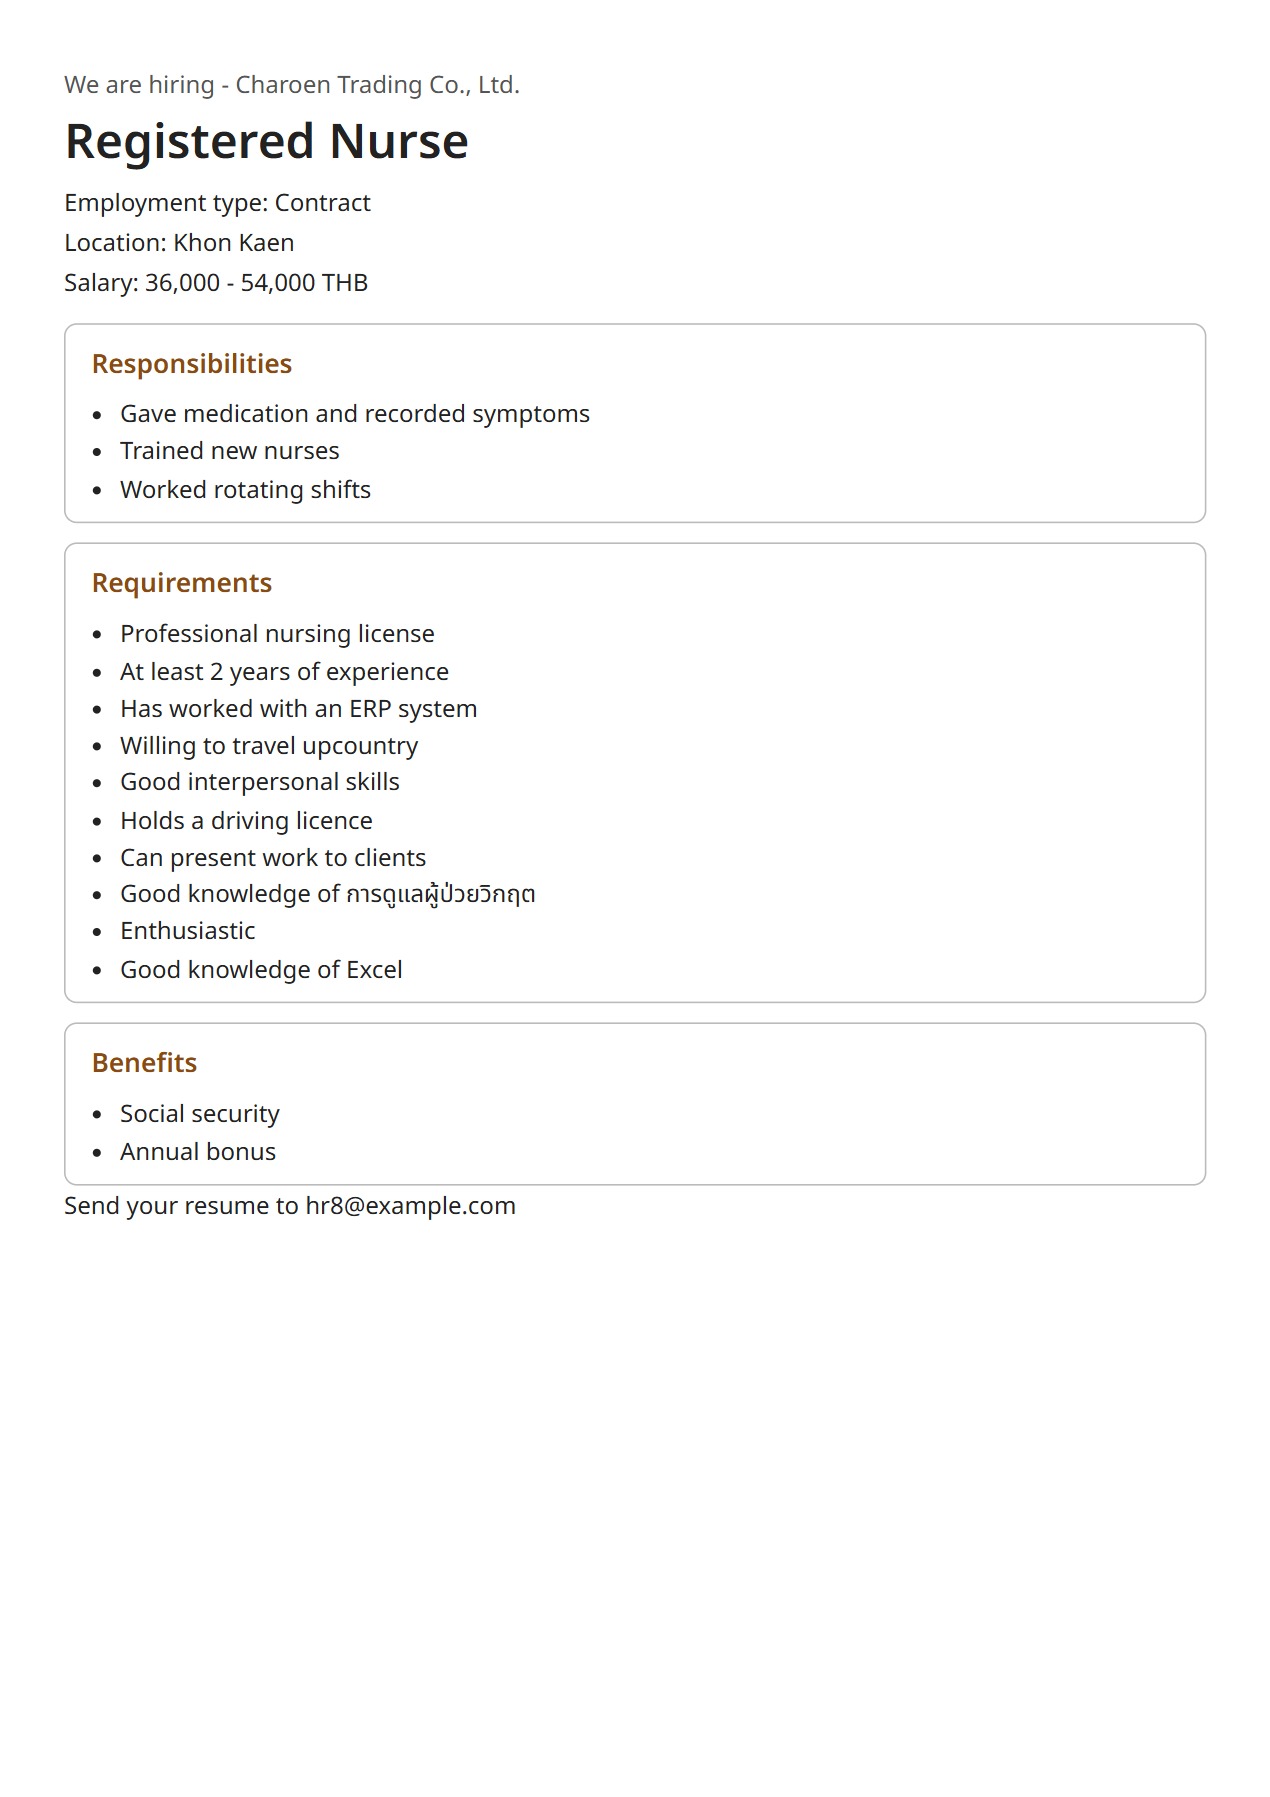 We are hiring - Charoen Trading Co., Ltd.
Registered Nurse
Employment type: Contract
Location: Khon Kaen
Salary: 36,000 - 54,000 THB
Responsibilities
• Gave medication and recorded symptoms
• Trained new nurses
• Worked rotating shifts
Requirements
• Professional nursing license
• At least 2 years of experience
• Has worked with an ERP system
• Willing to travel upcountry
• Good interpersonal skills
• Holds a driving licence
• Can present work to clients
• Good knowledge of การดูแลผู้ป่วยวิกฤต
• Enthusiastic
• Good knowledge of Excel
Benefits
• Social security
• Annual bonus
Send your resume to hr8@example.com